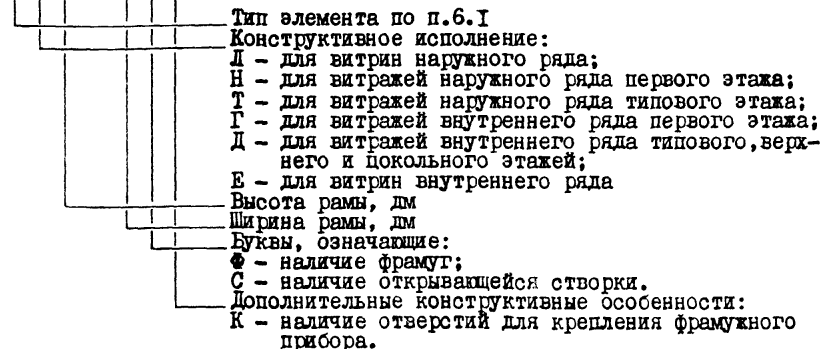 Тип элемента по п.6.I
Конструктивное исполнение:
Л – для витрин наружного ряда;
Н – для витражей наружного ряда первого этажа;
Т – для витражей наружного ряда типового этажа;
Г – для витражей внутреннего ряда первого этажа;
Д – для витражей внутреннего ряда типового,верх-
него и цокольного этажей;
Е – для витрин внутреннего ряда
Высота рамы, дм
Ширина рамы, дм
Буквы, означающие:
Ф – наличие фрамуг;
С – наличие открывающейся створки.
Дополнительные конструктивные особенности:
К – наличие отверстий для крепления фрамужного
прибора.